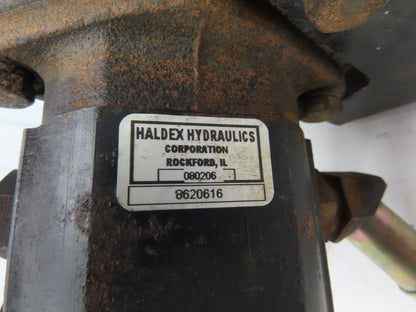 HALDEX HYDRAULICS
CORPORATION
ROCKFORD, IL
080206
8620616